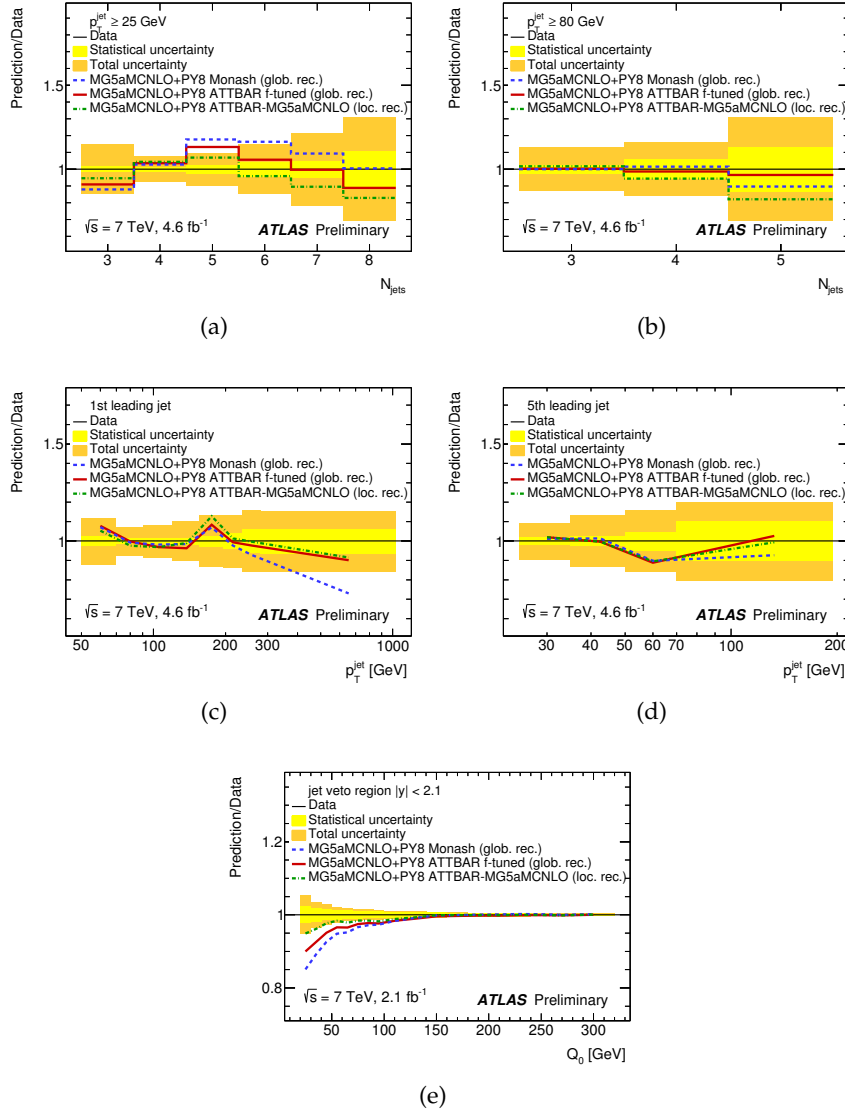 Prediction/Data
p_T^jet ≥ 25 GeV
Data
Statistical uncertainty
Total uncertainty
MG5aMCNLO+PY8 Monash (glob. rec.)
MG5aMCNLO+PY8 ATTBAR f-tuned (glob. rec.)
MG5aMCNLO+PY8 ATTBAR-MG5aMCNLO (loc. rec.)
1.5
1
√s = 7 TeV, 4.6 fb⁻¹
ATLAS Preliminary
3 4 5 6 7 8
N_jets
(a)
Prediction/Data
p_T^jet ≥ 80 GeV
Data
Statistical uncertainty
Total uncertainty
MG5aMCNLO+PY8 Monash (glob. rec.)
MG5aMCNLO+PY8 ATTBAR f-tuned (glob. rec.)
MG5aMCNLO+PY8 ATTBAR-MG5aMCNLO (loc. rec.)
1.5
1
√s = 7 TeV, 4.6 fb⁻¹
ATLAS Preliminary
3 4 5
N_jets
(b)
Prediction/Data
1st leading jet
Data
Statistical uncertainty
Total uncertainty
MG5aMCNLO+PY8 Monash (glob. rec.)
MG5aMCNLO+PY8 ATTBAR f-tuned (glob. rec.)
MG5aMCNLO+PY8 ATTBAR-MG5aMCNLO (loc. rec.)
1.5
1
√s = 7 TeV, 4.6 fb⁻¹
ATLAS Preliminary
50 100 200 300 1000
p_T^jet [GeV]
(c)
Prediction/Data
5th leading jet
Data
Statistical uncertainty
Total uncertainty
MG5aMCNLO+PY8 Monash (glob. rec.)
MG5aMCNLO+PY8 ATTBAR f-tuned (glob. rec.)
MG5aMCNLO+PY8 ATTBAR-MG5aMCNLO (loc. rec.)
1.5
1
√s = 7 TeV, 4.6 fb⁻¹
ATLAS Preliminary
30 40 50 60 70 100 200
p_T^jet [GeV]
(d)
Prediction/Data
jet veto region |y| < 2.1
Data
Statistical uncertainty
Total uncertainty
MG5aMCNLO+PY8 Monash (glob. rec.)
MG5aMCNLO+PY8 ATTBAR f-tuned (glob. rec.)
MG5aMCNLO+PY8 ATTBAR-MG5aMCNLO (loc. rec.)
1.2
1
0.8
√s = 7 TeV, 2.1 fb⁻¹
ATLAS Preliminary
50 100 150 200 250 300
Q_0 [GeV]
(e)